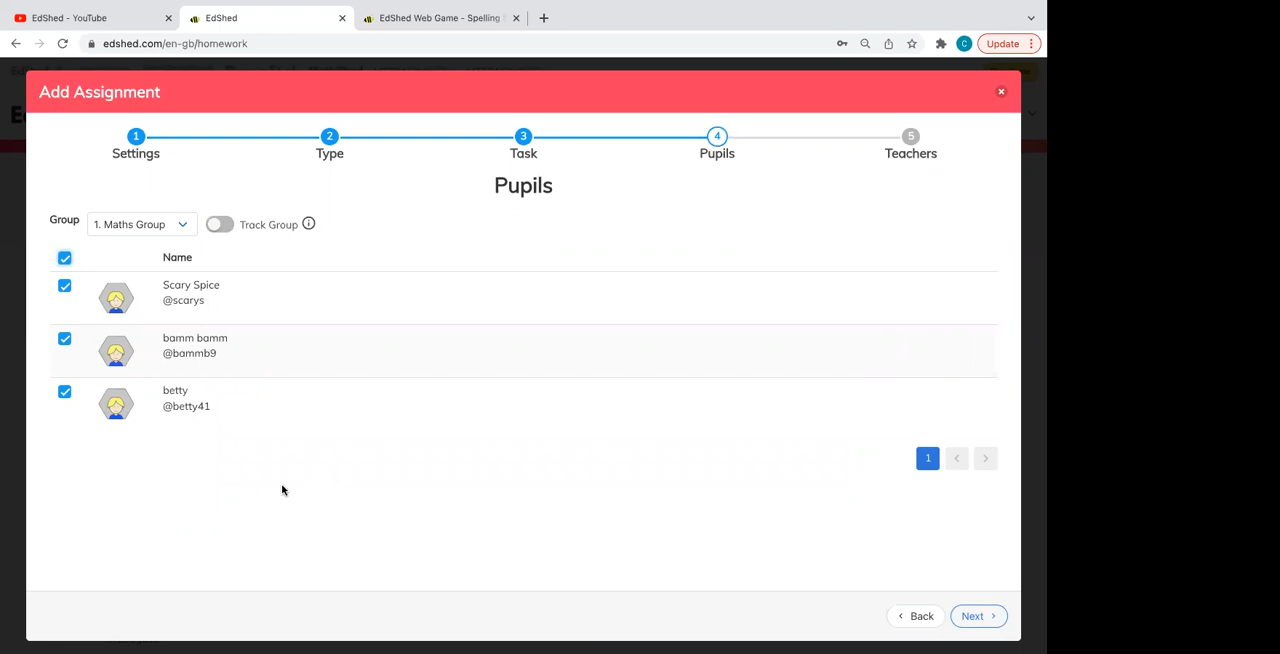 EdShed - YouTube
EdShed
EdShed Web Game - Spelling
edshed.com/en-gb/homework
C
Update
Add Assignment
1 2 3 4 5
Settings Type Task Pupils Teachers
Pupils
Group 1. Maths Group Track Group
Name
Scary Spice
@scarys
bamm bamm
@bammb9
betty
@betty41
1
Back Next